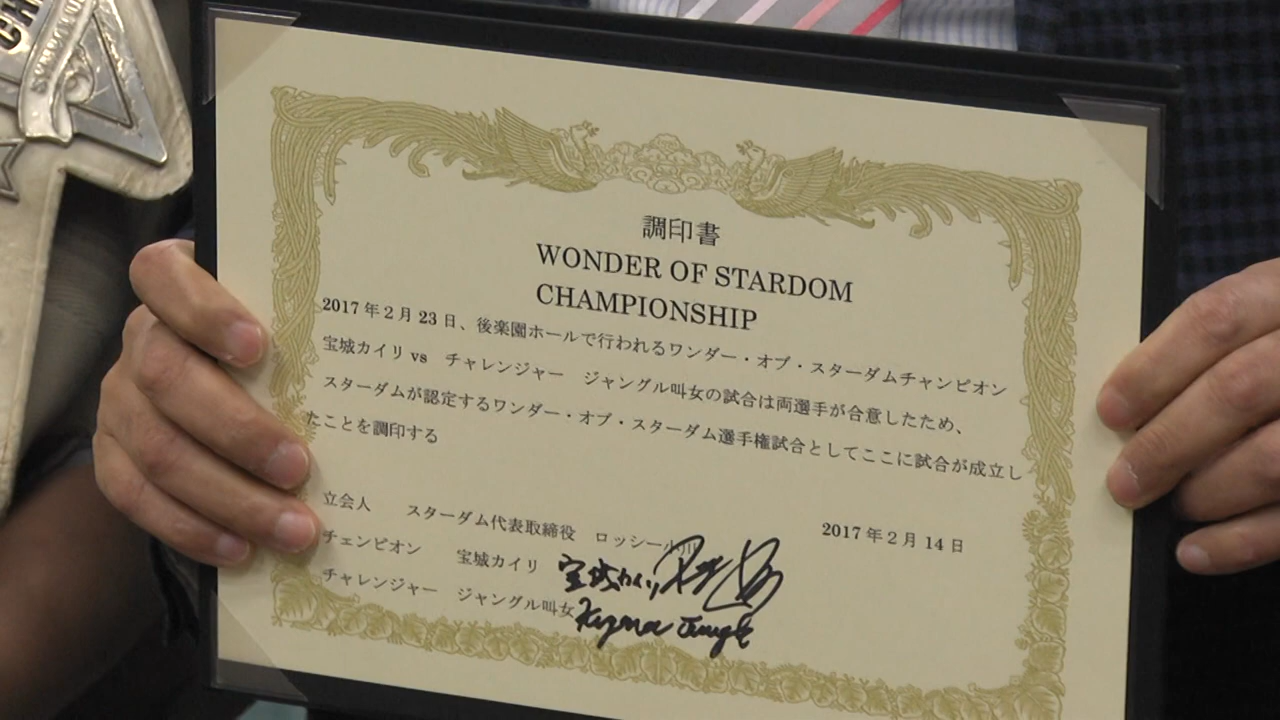 調印書
WONDER OF STARDOM
CHAMPIONSHIP
2017年2月23日、後楽園ホールで行われるワンダー・オブ・スターダムチャンピオン
宝城カイリ vs チャレンジャー ジャングル叫女の試合は両選手が合意したため、
スターダムが認定するワンダー・オブ・スターダム選手権試合としてここに試合が成立し
たことを調印する
2017年2月14日
立会人 スターダム代表取締役 ロッシー小川
チェンピオン 宝城カイリ 宝城カイリ
チャレンジャー ジャングル叫女 Kyona Jungle
CH